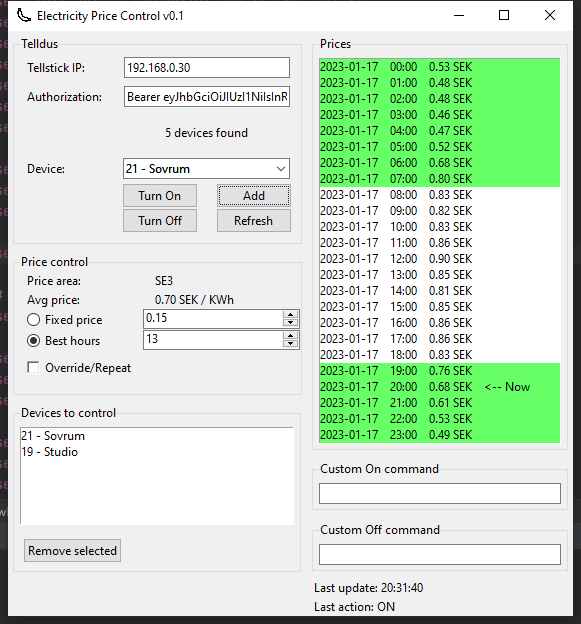 Electricity Price Control v0.1
Telldus
Tellstick IP:
192.168.0.30
Authorization:
Bearer eyJhbGciOiJIUzI1NiIsInR
5 devices found
Device:
21 - Sovrum
Turn On
Add
Turn Off
Refresh
Price control
Price area:
SE3
Avg price:
0.70 SEK / KWh
Fixed price
0.15
Best hours
13
Override/Repeat
Devices to control
21 - Sovrum
19 - Studio
Remove selected
Prices
2023-01-17 00:00 0.53 SEK
2023-01-17 01:00 0.48 SEK
2023-01-17 02:00 0.48 SEK
2023-01-17 03:00 0.46 SEK
2023-01-17 04:00 0.47 SEK
2023-01-17 05:00 0.52 SEK
2023-01-17 06:00 0.68 SEK
2023-01-17 07:00 0.80 SEK
2023-01-17 08:00 0.83 SEK
2023-01-17 09:00 0.82 SEK
2023-01-17 10:00 0.83 SEK
2023-01-17 11:00 0.86 SEK
2023-01-17 12:00 0.90 SEK
2023-01-17 13:00 0.85 SEK
2023-01-17 14:00 0.81 SEK
2023-01-17 15:00 0.85 SEK
2023-01-17 16:00 0.86 SEK
2023-01-17 17:00 0.86 SEK
2023-01-17 18:00 0.83 SEK
2023-01-17 19:00 0.76 SEK
2023-01-17 20:00 0.68 SEK <-- Now
2023-01-17 21:00 0.61 SEK
2023-01-17 22:00 0.53 SEK
2023-01-17 23:00 0.49 SEK
Custom On command
Custom Off command
Last update: 20:31:40
Last action: ON